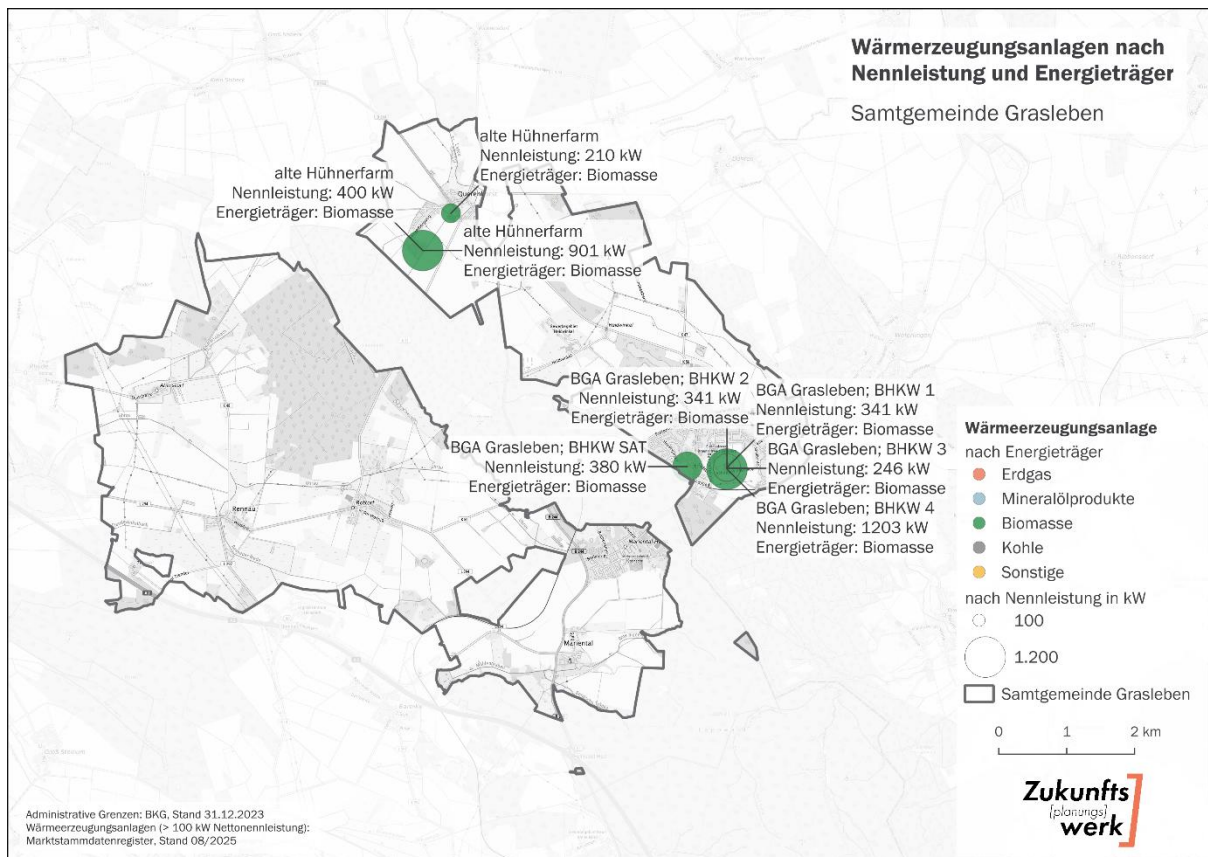 Wärmerzeugungsanlagen nach
Nennleistung und Energieträger
Samtgemeinde Grasleben
alte Hühnerfarm
Nennleistung: 210 kW
Energieträger: Biomasse
alte Hühnerfarm
Nennleistung: 400 kW
Energieträger: Biomasse
alte Hühnerfarm
Nennleistung: 901 kW
Energieträger: Biomasse
BGA Grasleben; BHKW 2
Nennleistung: 341 kW
Energieträger: Biomasse
BGA Grasleben; BHKW 1
Nennleistung: 341 kW
Energieträger: Biomasse
BGA Grasleben; BHKW SAT
Nennleistung: 380 kW
Energieträger: Biomasse
BGA Grasleben; BHKW 3
Nennleistung: 246 kW
Energieträger: Biomasse
BGA Grasleben; BHKW 4
Nennleistung: 1203 kW
Energieträger: Biomasse
Rennau
Mariental
Wärmeerzeugungsanlage
nach Energieträger
Erdgas
Mineralölprodukte
Biomasse
Kohle
Sonstige
nach Nennleistung in kW
100
1.200
Samtgemeinde Grasleben
0 1 2 km
Zukunfts
[planungs]
werk
Administrative Grenzen: BKG, Stand 31.12.2023
Wärmeerzeugungsanlagen (> 100 kW Nettonennleistung):
Marktstammdatenregister, Stand 08/2025